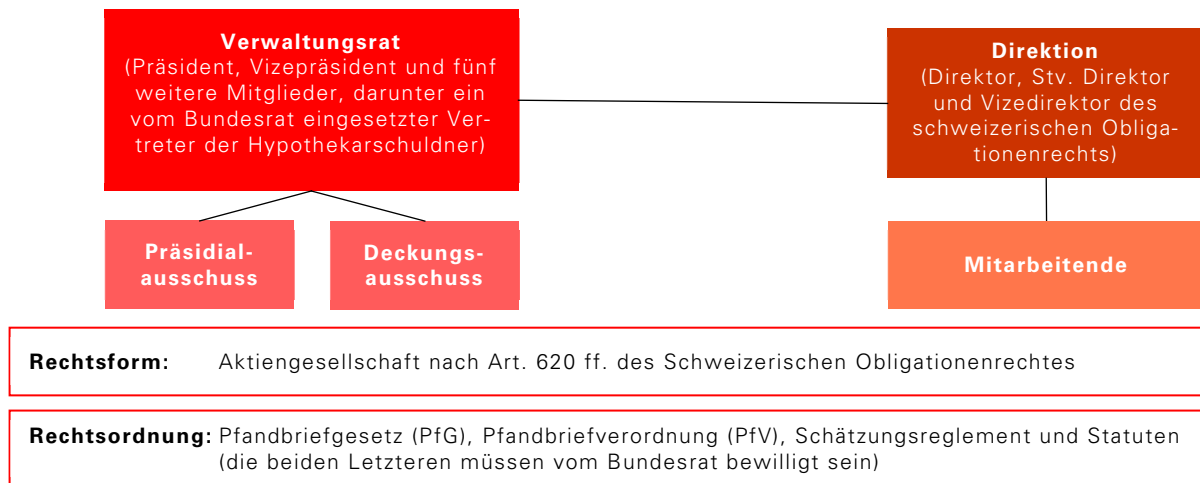 Verwaltungsrat
(Präsident, Vizepräsident und fünf
weitere Mitglieder, darunter ein
vom Bundesrat eingesetzter Ver-
treter der Hypothekarschuldner)
Direktion
(Direktor, Stv. Direktor
und Vizedirektor des
schweizerischen Obliga-
tionenrechts)
Präsidial-
ausschuss
Deckungs-
ausschuss
Mitarbeitende
Rechtsform: Aktiengesellschaft nach Art. 620 ff. des Schweizerischen Obligationenrechtes
Rechtsordnung: Pfandbriefgesetz (PfG), Pfandbriefverordnung (PfV), Schätzungsreglement und Statuten
(die beiden Letzteren müssen vom Bundesrat bewilligt sein)